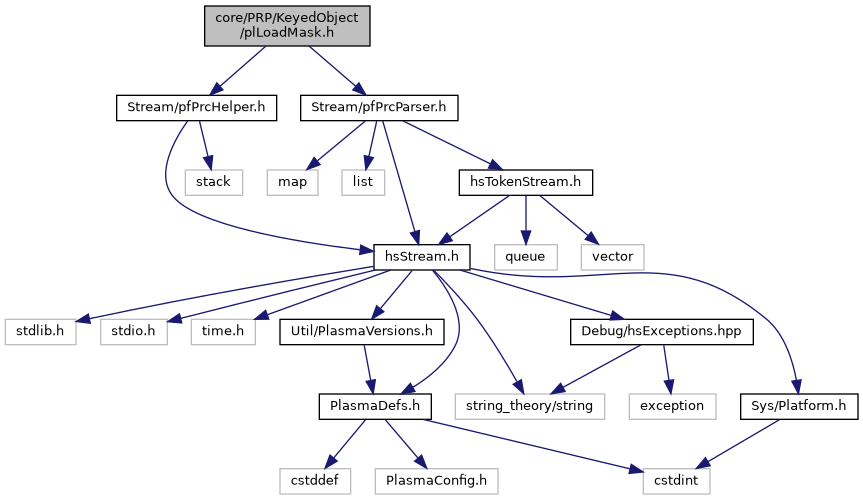 core/PRP/KeyedObject
/plLoadMask.h
Stream/pfPrcHelper.h
Stream/pfPrcParser.h
stack
map
list
hsTokenStream.h
hsStream.h
queue
vector
stdlib.h
stdio.h
time.h
Util/PlasmaVersions.h
Debug/hsExceptions.hpp
PlasmaDefs.h
string_theory/string
exception
Sys/Platform.h
cstddef
PlasmaConfig.h
cstdint